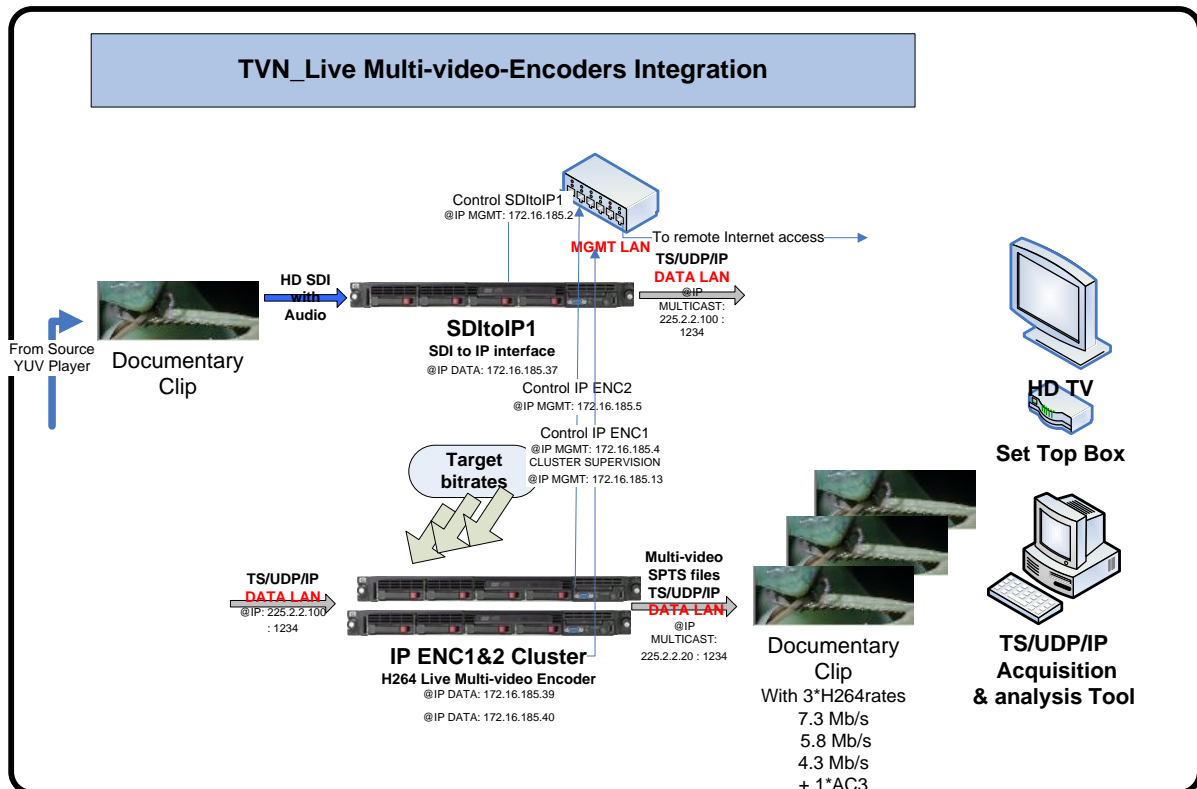 TVN_Live Multi-video-Encoders Integration
Control SDItoIP1
@IP MGMT: 172.16.185.2
To remote Internet access
MGMT LAN
TS/UDP/IP
DATA LAN
@IP
MULTICAST:
225.2.2.100 :
1234
HD SDI
with
Audio
From Source
YUV Player
Documentary
Clip
SDItoIP1
SDI to IP interface
@IP DATA: 172.16.185.37
Control IP ENC2
@IP MGMT: 172.16.185.5
Control IP ENC1
@IP MGMT: 172.16.185.4
CLUSTER SUPERVISION
@IP MGMT: 172.16.185.13
Target
bitrates
HD TV
Set Top Box
TS/UDP/IP
DATA LAN
@IP: 225.2.2.100
: 1234
Multi-video
SPTS files
TS/UDP/IP
DATA LAN
@IP
MULTICAST:
225.2.2.20 : 1234
IP ENC1&2 Cluster
H264 Live Multi-video Encoder
@IP DATA: 172.16.185.39
@IP DATA: 172.16.185.40
Documentary
Clip
With 3*H264rates
7.3 Mb/s
5.8 Mb/s
4.3 Mb/s
+ 1*AC3
TS/UDP/IP
Acquisition
& analysis Tool